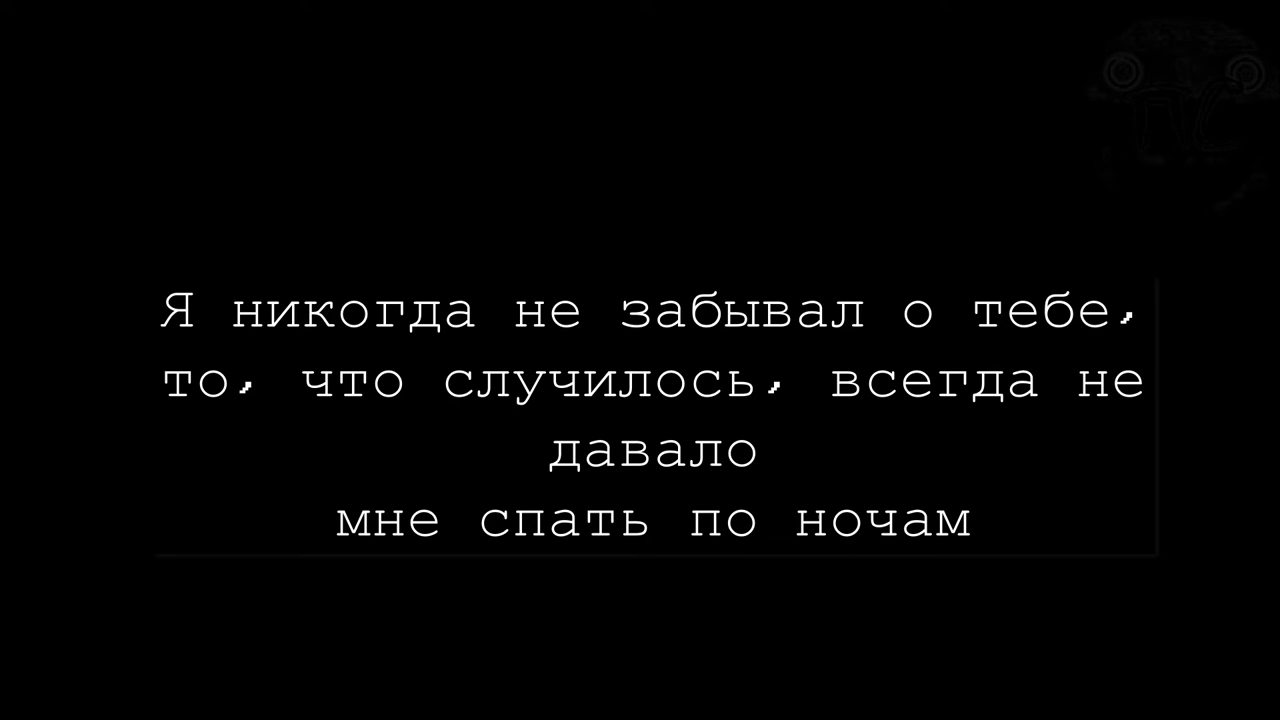 Я никогда не забывал о тебе,
то, что случилось, всегда не
давало
мне спать по ночам